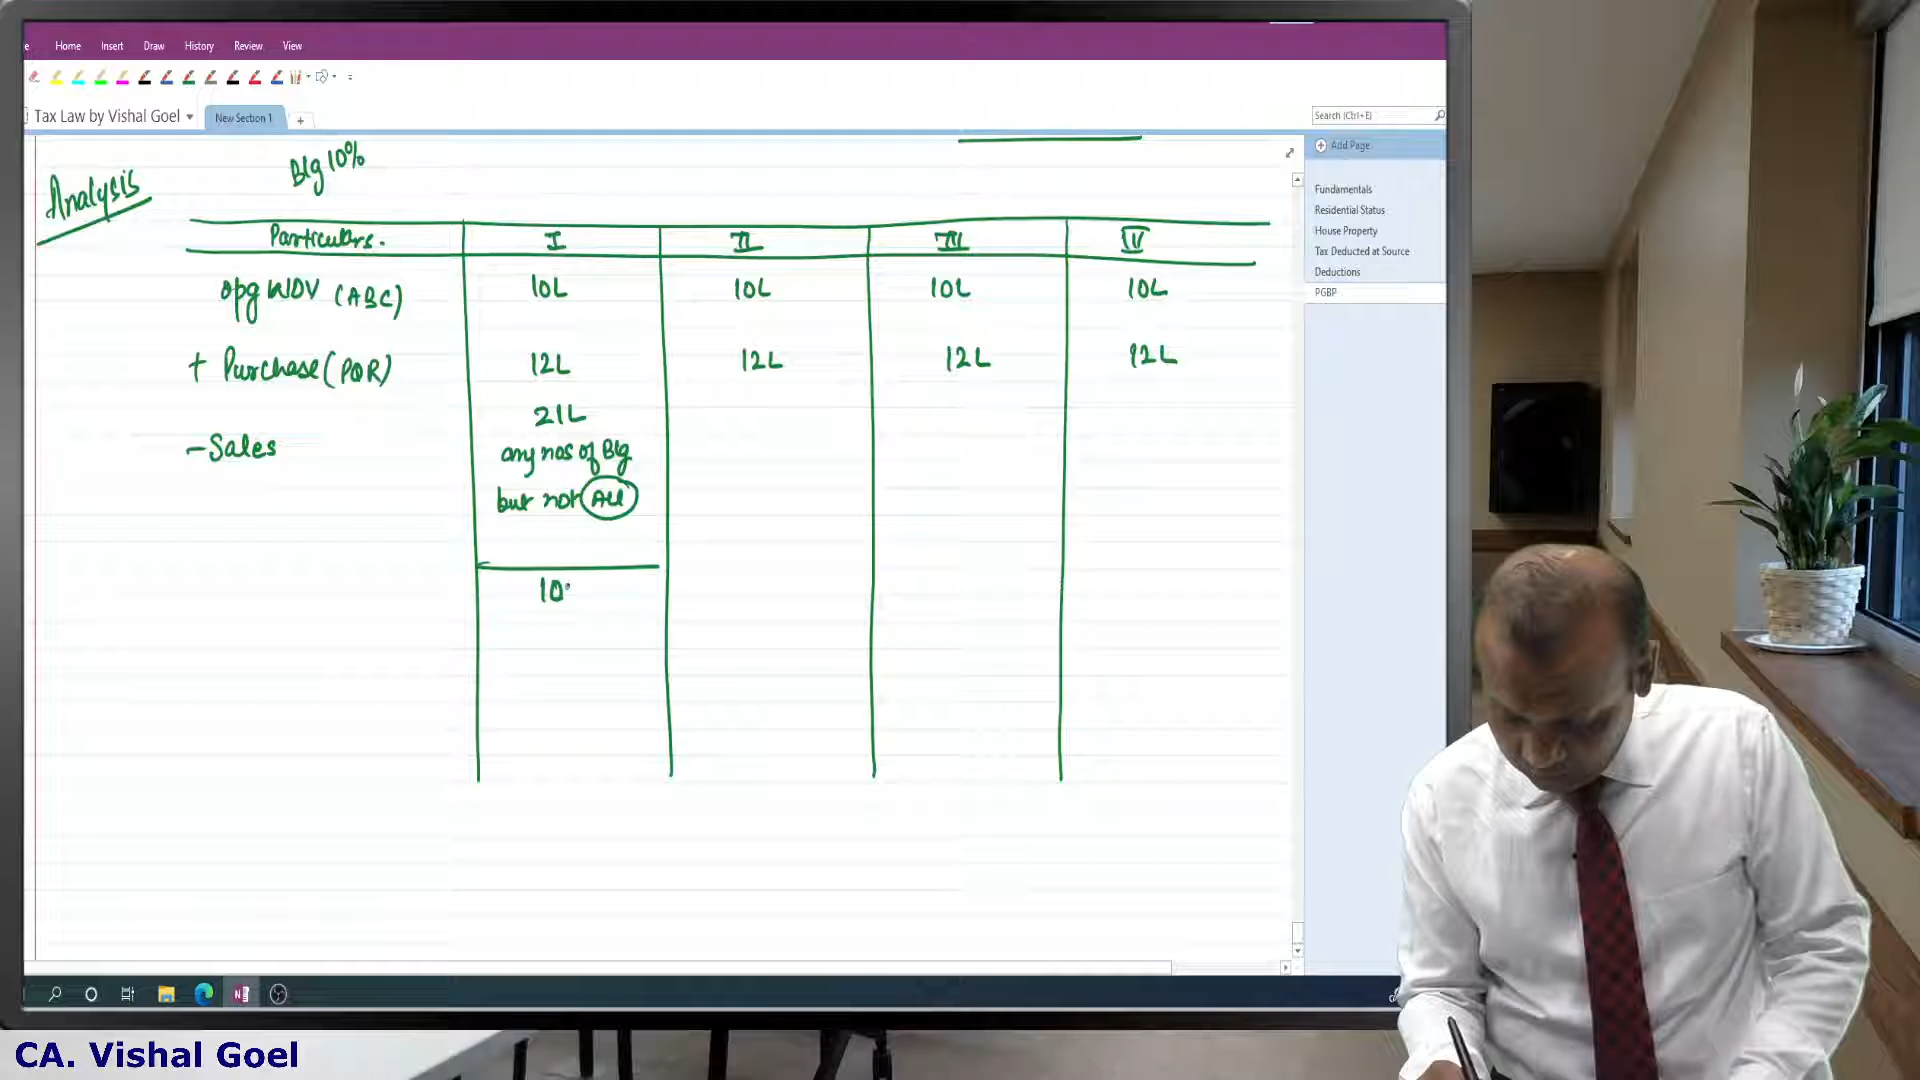 Home Insert Draw History Review View
Tax Law by Vishal Goel New Section 1 +
Search (Ctrl+E)
Add Page
Fundamentals
Residential Status
House Property
Tax Deducted at Source
Deductions
PGBP
Analysis
Blg 10%
Particulars. I II III IV
opg WDV (ABC) 10L 10L 10L 10L
+ Purchase (PQR) 12L 12L 12L 12L
21L
- Sales
any nos of Blg
but not All
10
CA. Vishal Goel